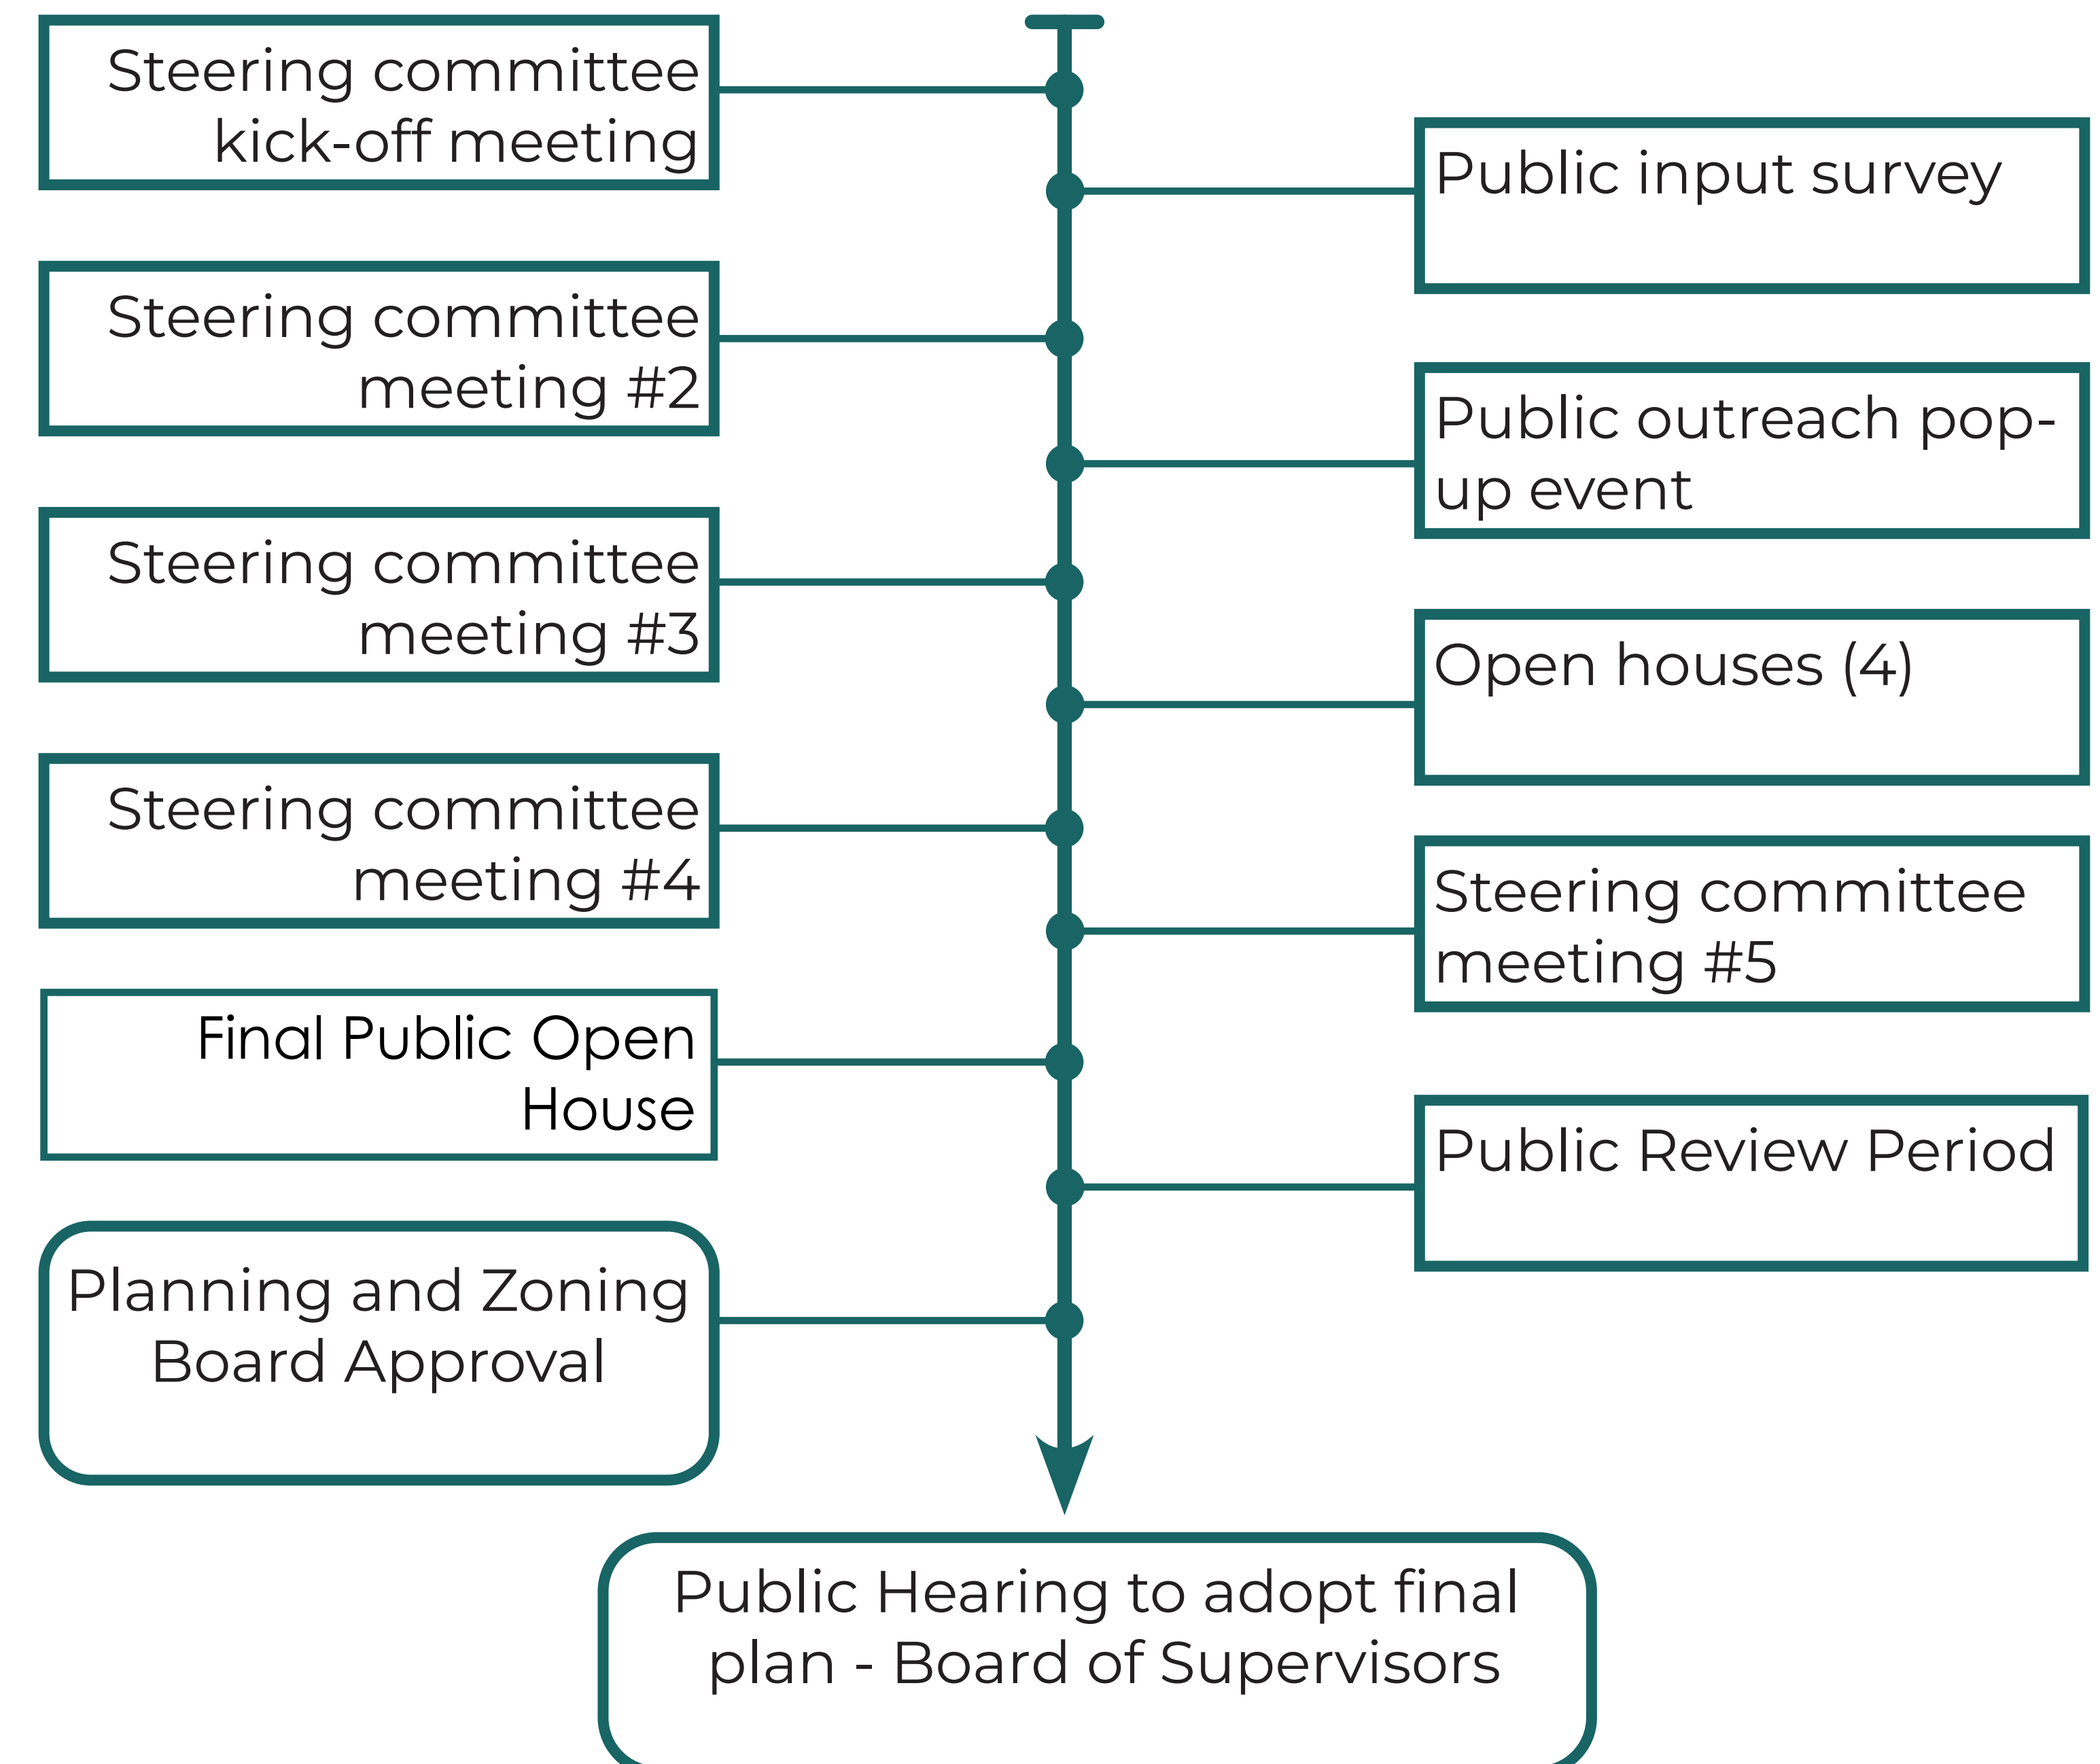 Steering committee
kick-off meeting
Public input survey
Steering committee
meeting #2
Public outreach pop-
up event
Steering committee
meeting #3
Open houses (4)
Steering committee
meeting #4
Steering committee
meeting #5
Final Public Open
House
Public Review Period
Planning and Zoning
Board Approval
Public Hearing to adopt final
plan - Board of Supervisors